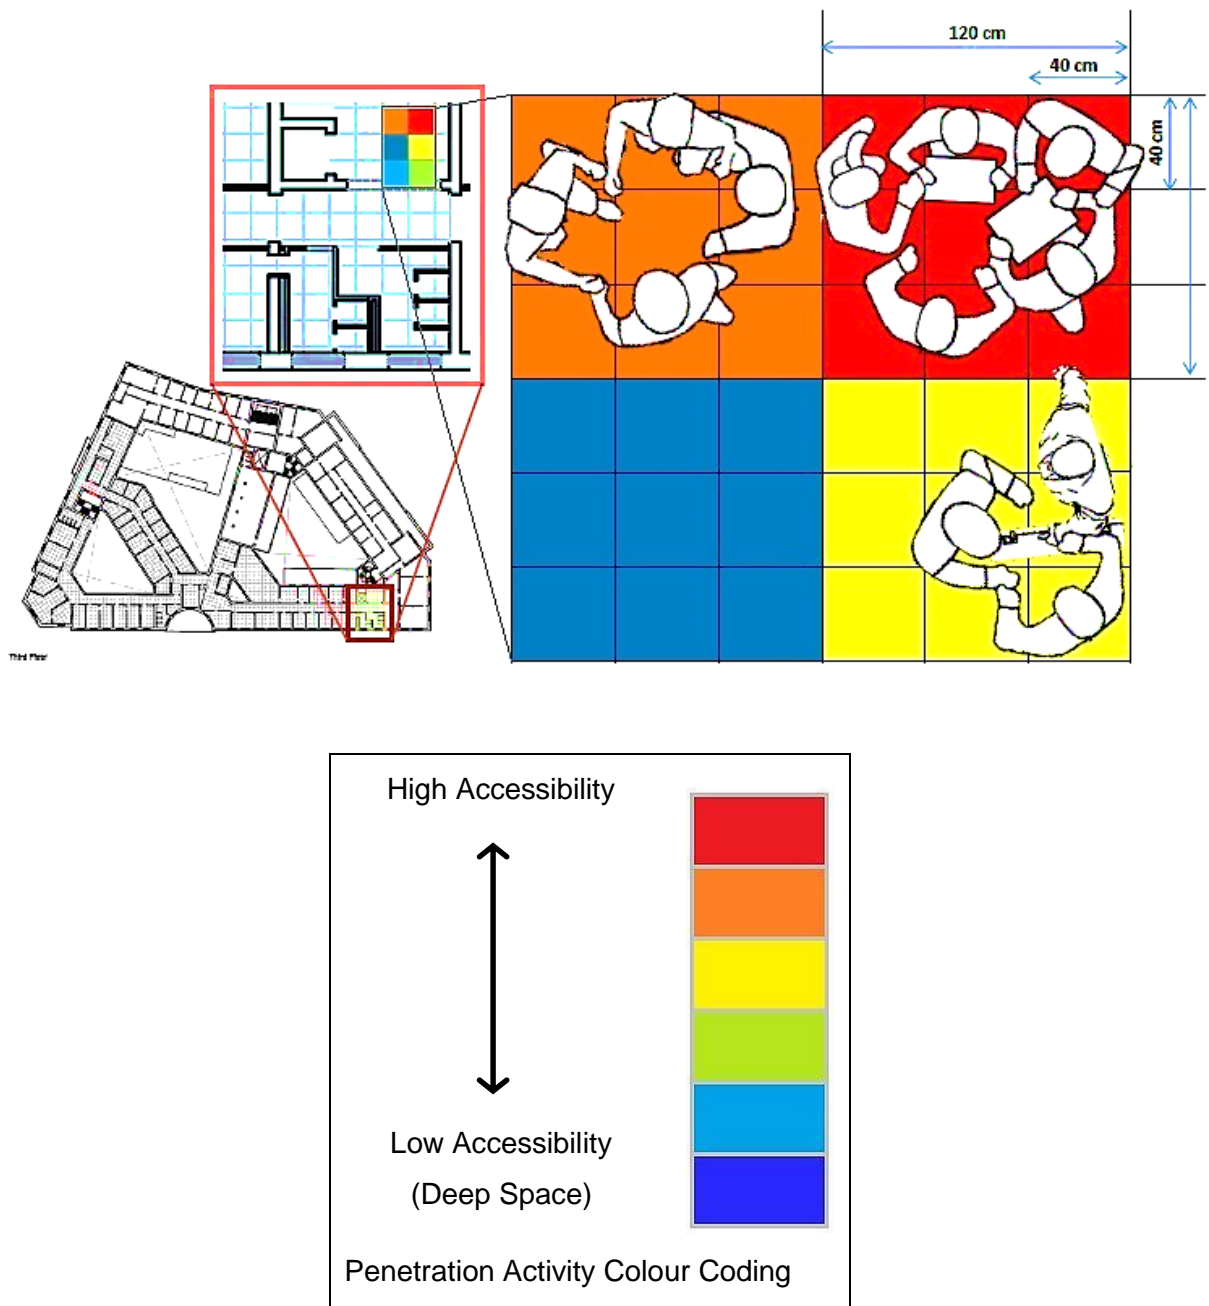 120 cm
40 cm
40 cm
Third Floor
High Accessibility
Low Accessibility
(Deep Space)
Penetration Activity Colour Coding